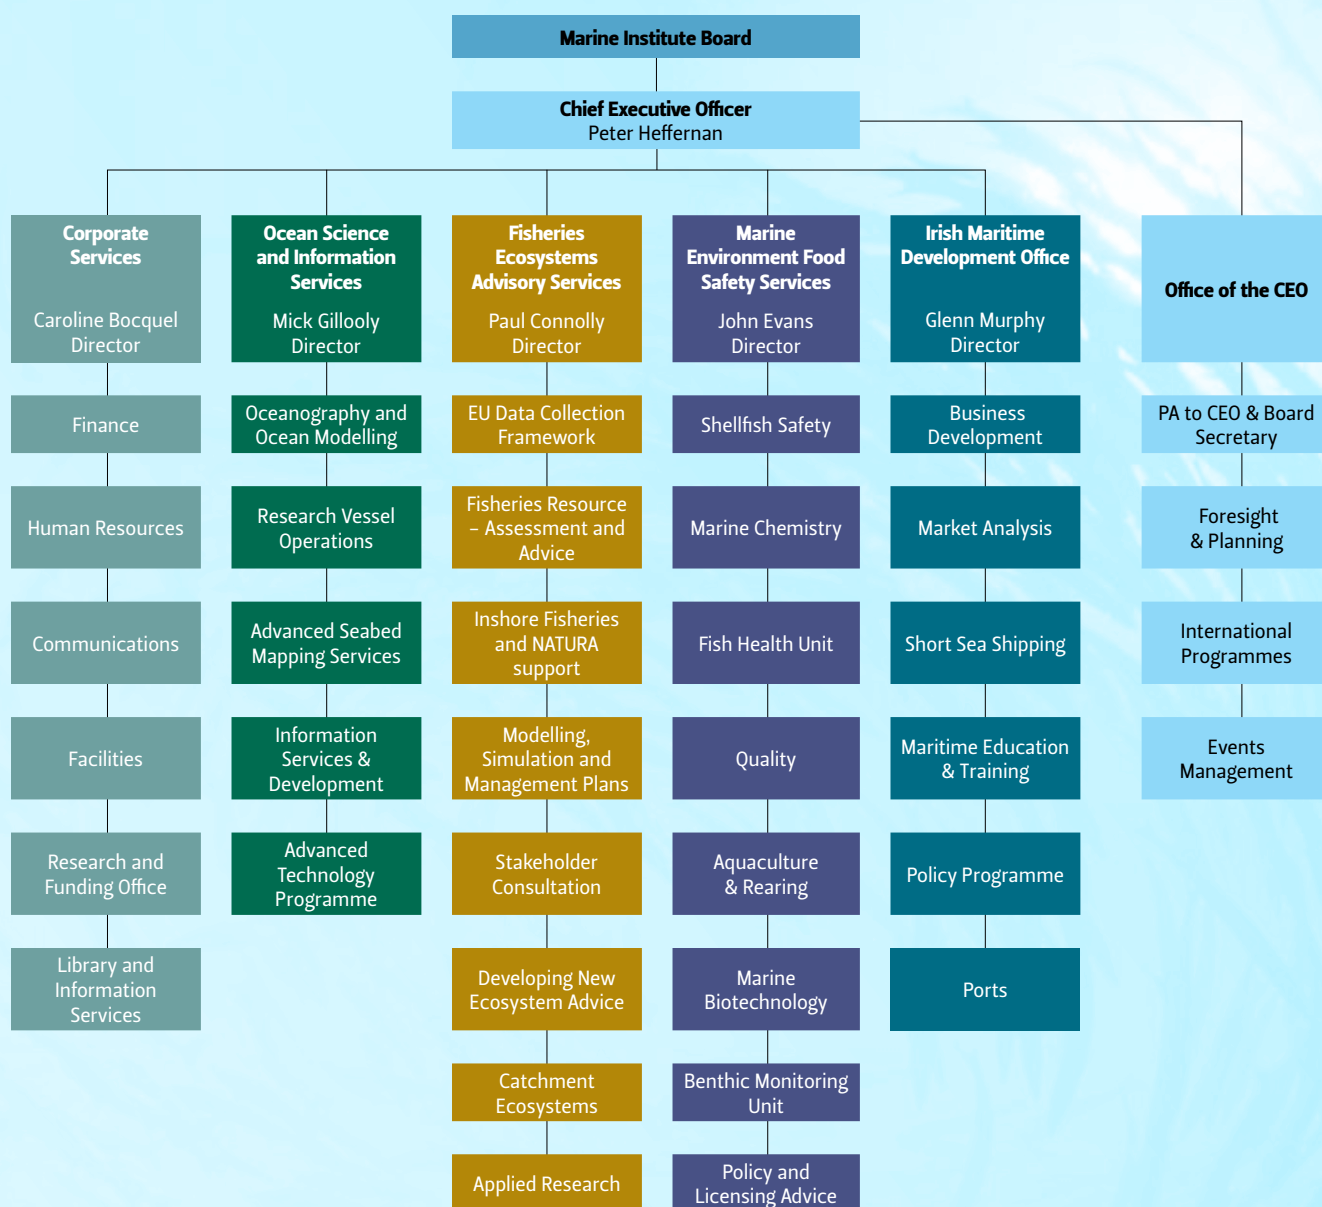 Marine Institute Board
Chief Executive Officer
Peter Heffernan
Corporate
Services
Caroline Bocquel
Director
Finance
Human Resources
Communications
Facilities
Research and
Funding Office
Library and
Information
Services
Ocean Science
and Information
Services
Mick Gillooly
Director
Oceanography and
Ocean Modelling
Research Vessel
Operations
Advanced Seabed
Mapping Services
Information
Services &
Development
Advanced
Technology
Programme
Fisheries
Ecosystems
Advisory Services
Paul Connolly
Director
EU Data Collection
Framework
Fisheries Resource
– Assessment and
Advice
Inshore Fisheries
and NATURA
support
Modelling,
Simulation and
Management Plans
Stakeholder
Consultation
Developing New
Ecosystem Advice
Catchment
Ecosystems
Applied Research
Marine
Environment Food
Safety Services
John Evans
Director
Shellfish Safety
Marine Chemistry
Fish Health Unit
Quality
Aquaculture
& Rearing
Marine
Biotechnology
Benthic Monitoring
Unit
Policy and
Licensing Advice
Irish Maritime
Development Office
Glenn Murphy
Director
Business
Development
Market Analysis
Short Sea Shipping
Maritime Education
& Training
Policy Programme
Ports
Office of the CEO
PA to CEO & Board
Secretary
Foresight
& Planning
International
Programmes
Events
Management